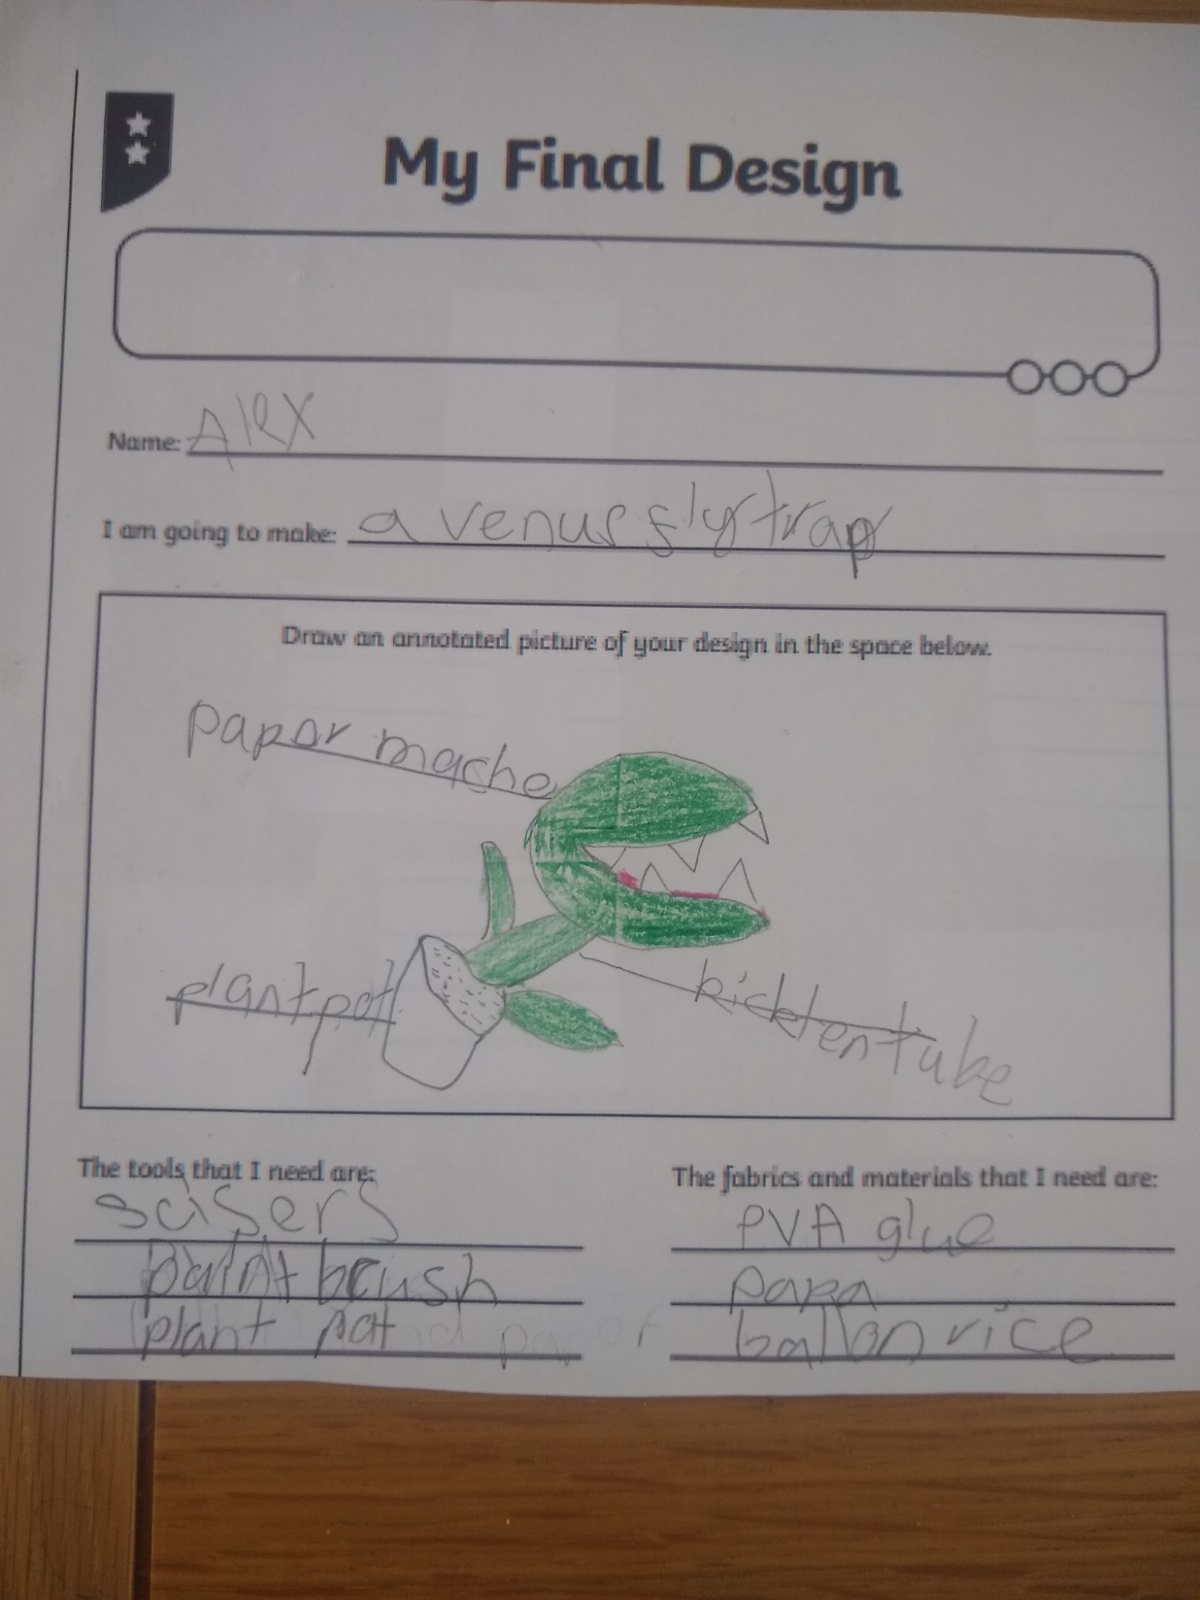 My Final Design
Name: Alex
I am going to make: a venus flytrap
Draw an annotated picture of your design in the space below.
papar mache
plant pot
kickten tube
The tools that I need are:
scisers
paint brush
plant pot
The fabrics and materials that I need are:
PVA glue
papa
ballon rice